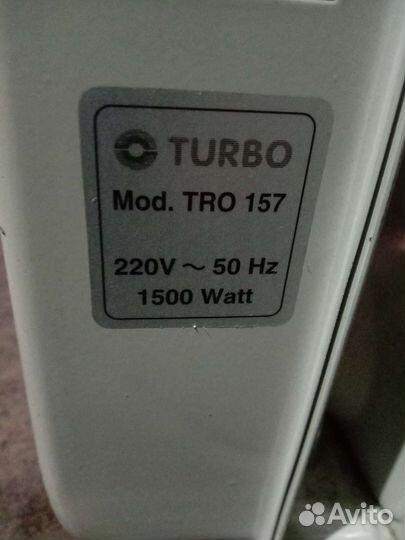 TURBO
Mod. TRO 157
220V ~ 50 Hz
1500 Watt
Avito